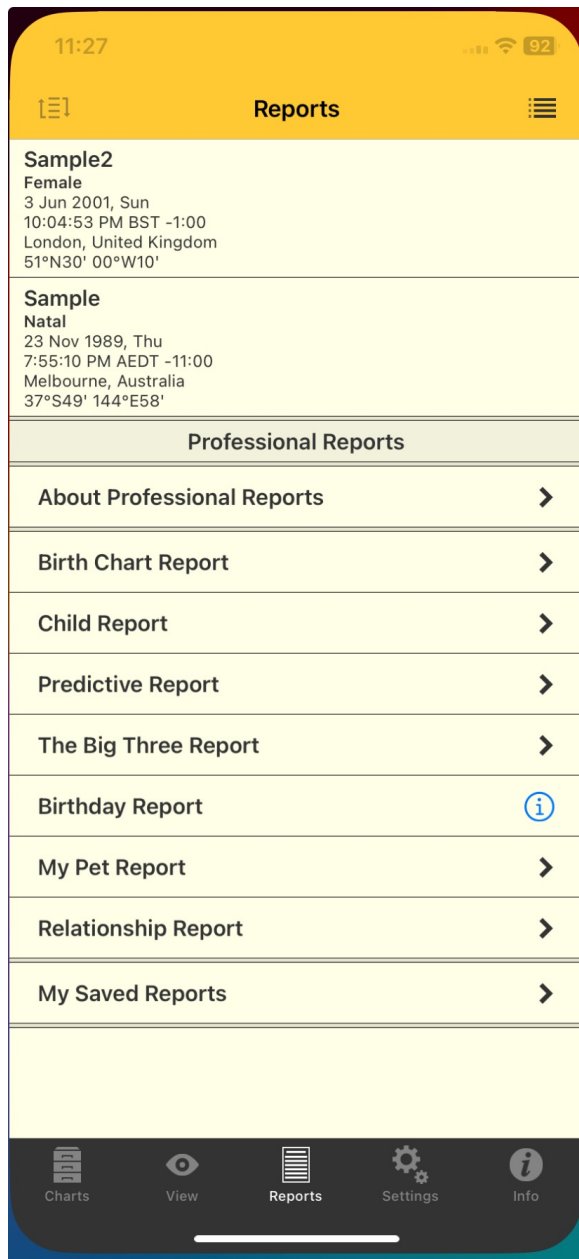 11:27
92
Reports
Sample2
Female
3 Jun 2001, Sun
10:04:53 PM BST -1:00
London, United Kingdom
51°N30' 00°W10'
Sample
Natal
23 Nov 1989, Thu
7:55:10 PM AEDT -11:00
Melbourne, Australia
37°S49' 144°E58'
Professional Reports
About Professional Reports
Birth Chart Report
Child Report
Predictive Report
The Big Three Report
Birthday Report
My Pet Report
Relationship Report
My Saved Reports
Charts View Reports Settings Info